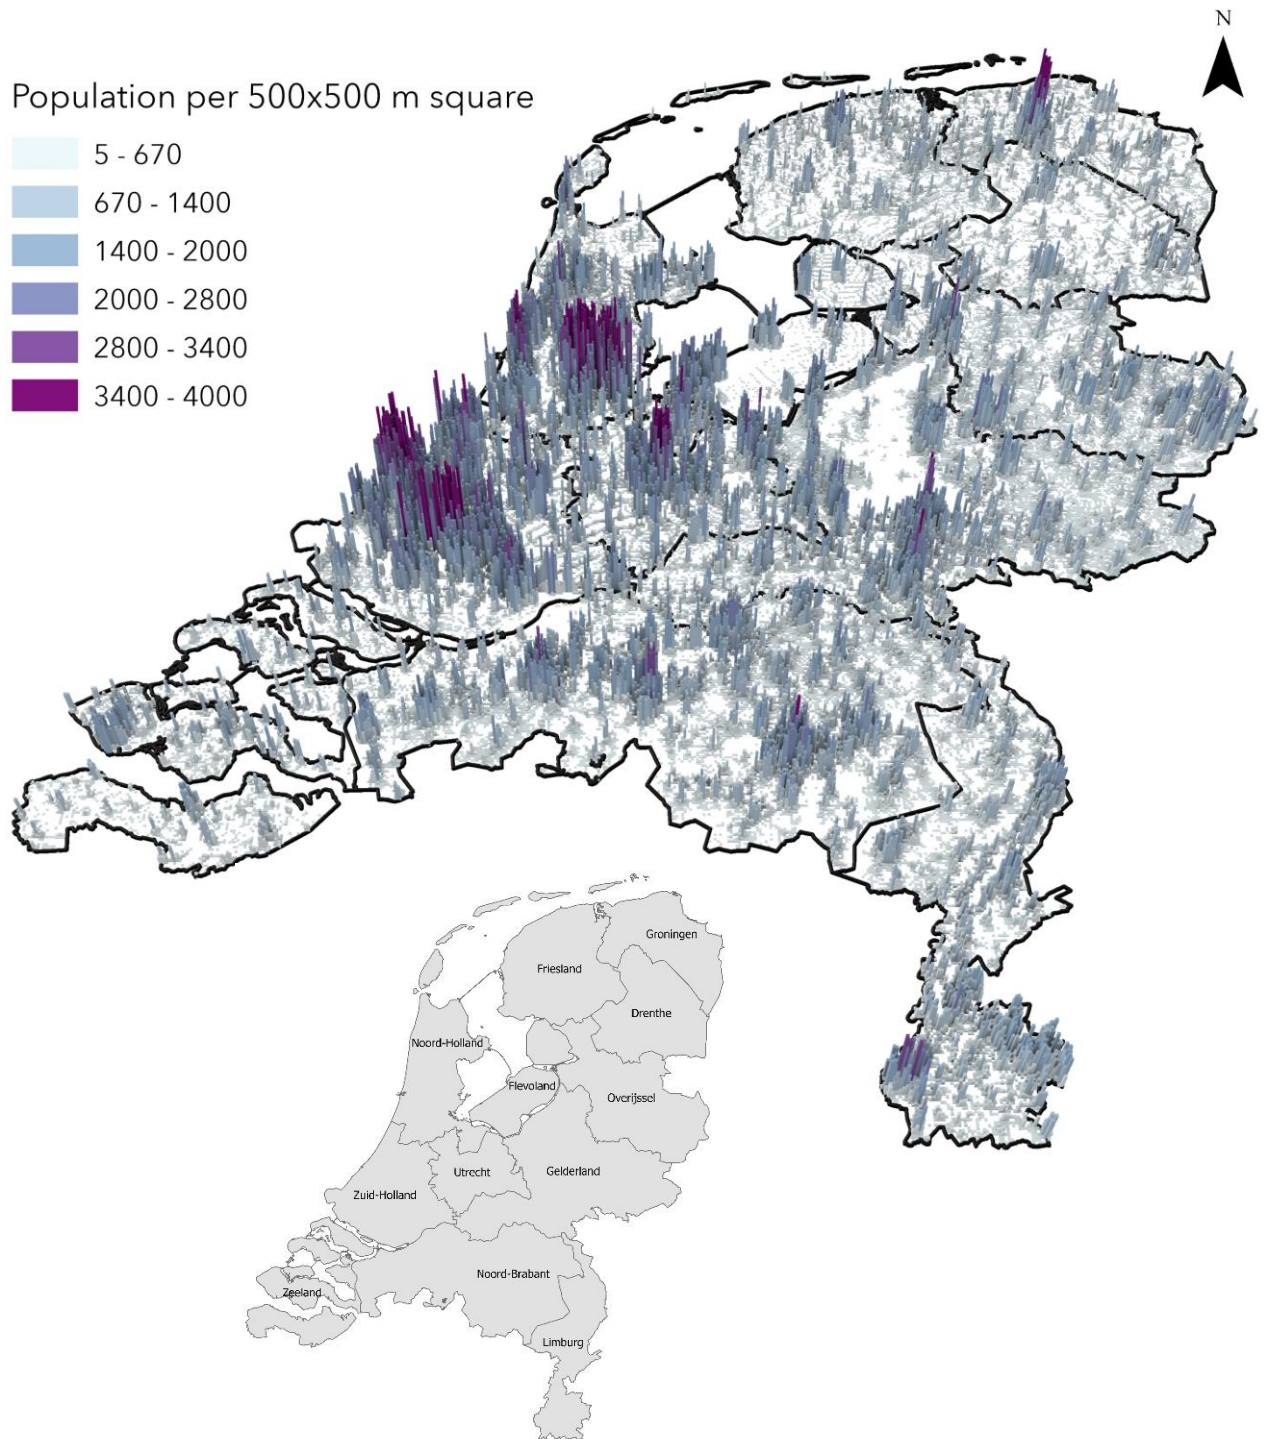 N
Population per 500x500 m square
5 - 670
670 - 1400
1400 - 2000
2000 - 2800
2800 - 3400
3400 - 4000
Groningen
Friesland
Drenthe
Noord-Holland
Flevoland
Overijssel
Utrecht
Gelderland
Zuid-Holland
Noord-Brabant
Zeeland
Limburg